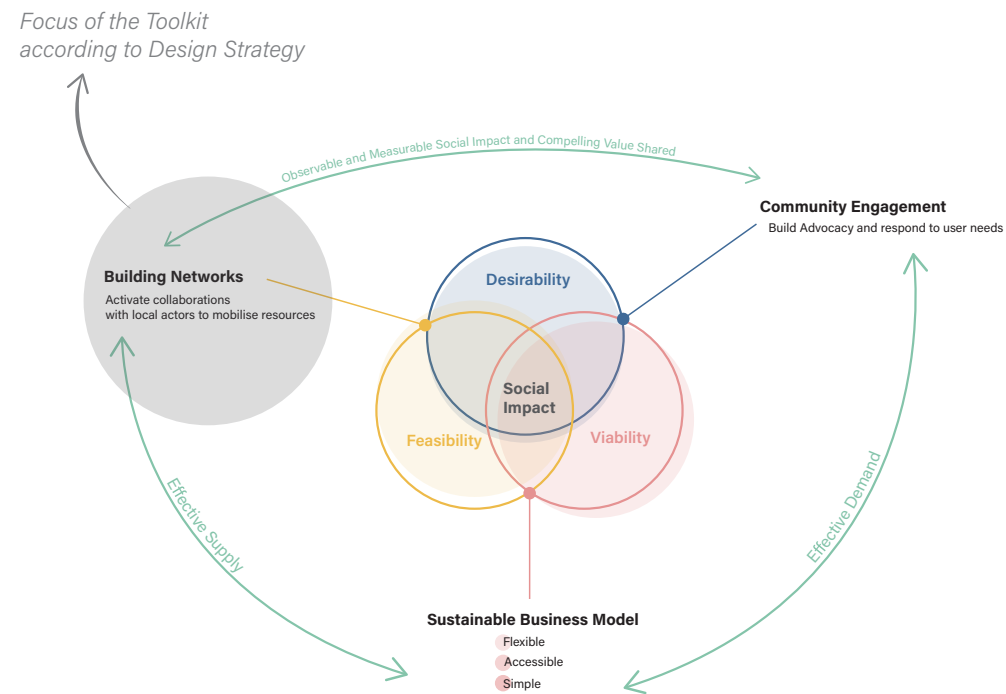 Focus of the Toolkit
according to Design Strategy
Observable and Measurable Social Impact and Compelling Value Shared
Community Engagement
Build Advocacy and respond to user needs
Building Networks
Activate collaborations
with local actors to mobilise resources
Desirability
Social
Impact
Feasibility
Viability
Effective Supply
Effective Demand
Sustainable Business Model
Flexible
Accessible
Simple